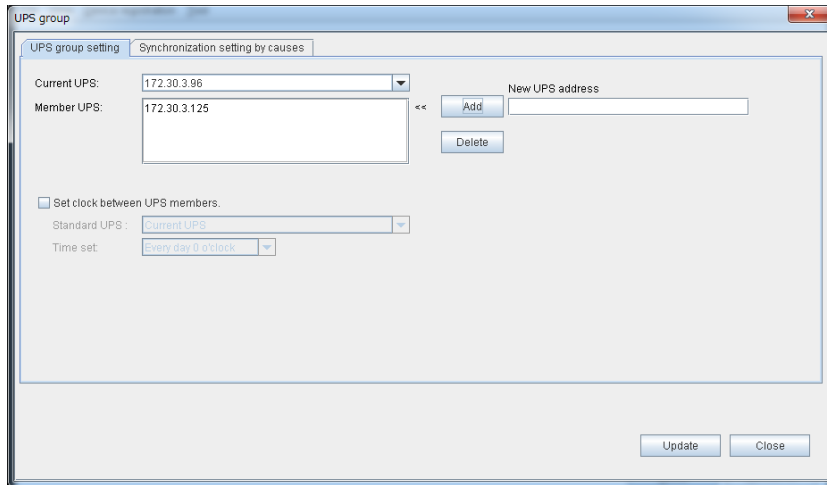 UPS group
UPS group setting
Synchronization setting by causes
Current UPS:
172.30.3.96
New UPS address
Member UPS:
172.30.3.125
<<
Add
Delete
Set clock between UPS members.
Standard UPS :
Current UPS
Time set:
Every day 0 o'clock
Update
Close